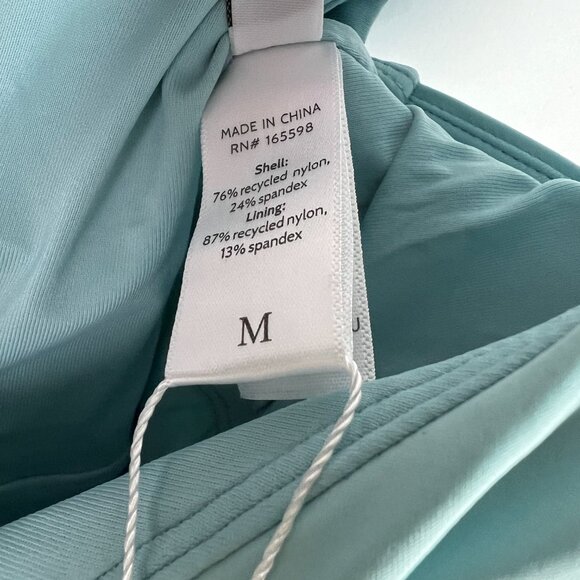 MADE IN CHINA
RN# 165598
Shell:
76% recycled nylon,
24% spandex
Lining:
87% recycled nylon,
13% spandex
M
U